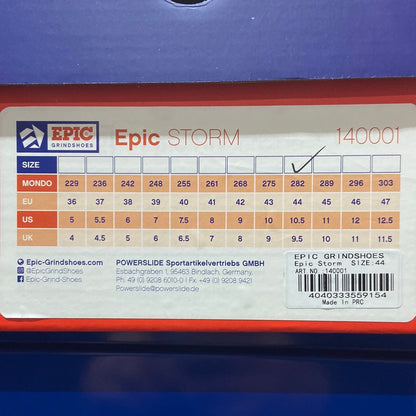 EPIC
GRINDSHOES
Epic STORM
140001
SIZE
MONDO 229 236 242 248 255 261 268 275 282 289 296 303
EU 36 37 38 39 40 41 42 43 44 45 46 47
US 5 5.5 6 7 7.5 8 9 10 10.5 11 12 12.5
UK 4 4.5 5 6 6.5 7 8 9 9.5 10 11 11.5
Epic-Grindshoes.com
@EpicGrindShoes
Epic-Grind-Shoes
POWERSLIDE Sportartikelvertriebs GMBH
Esbachgraben 1, 95463 Bindlach, Germany.
Ph: 49 (0) 9208 6010-0 I Fx: 49 (0) 9208 9421
Powerslide@powerslide.com
EPIC GRINDSHOES
Epic Storm SIZE:44
ART NO. 140001
4040333559154
Made In PRC